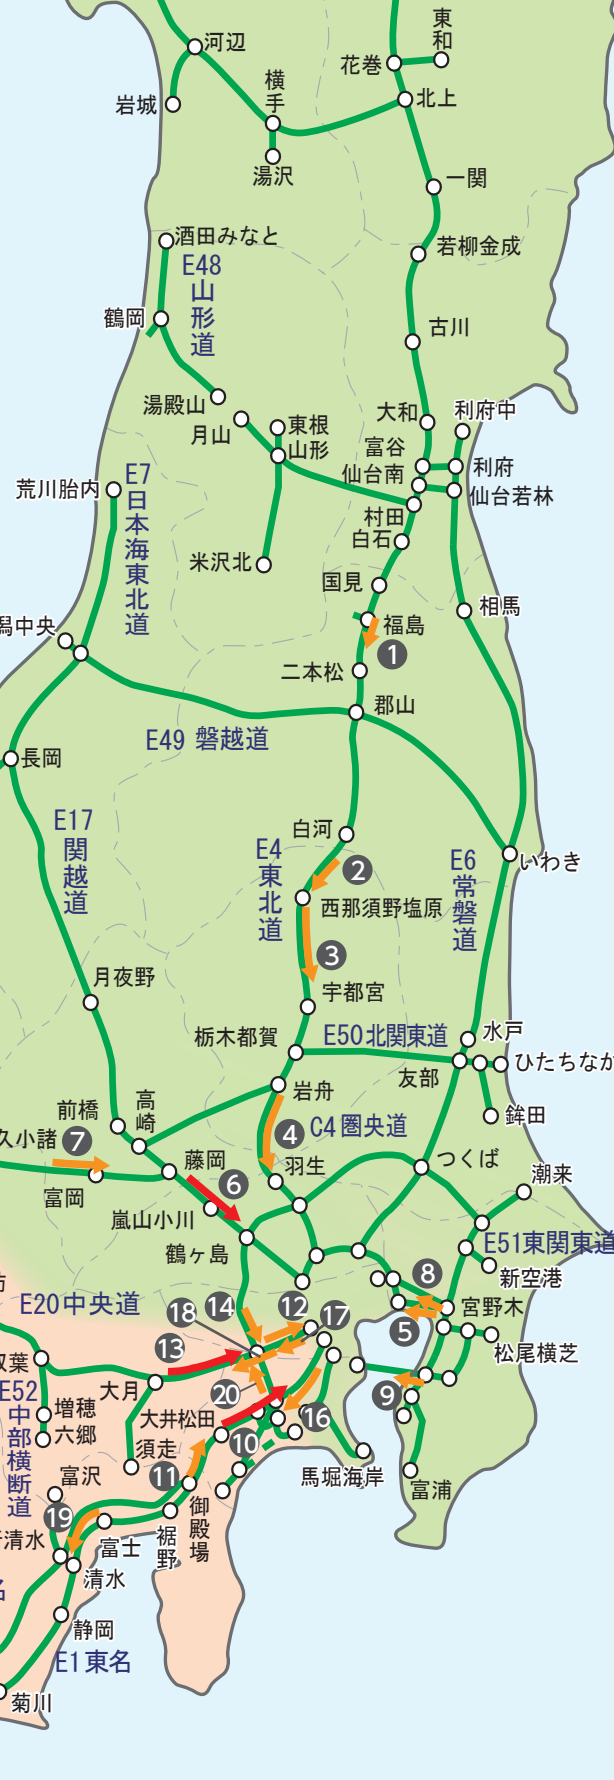 東和
河辺
花巻
横手
岩城
北上
湯沢
一関
酒田みなと
若柳金成
E48
山形道
鶴岡
古川
湯殿山
大和
利府中
月山
東根
山形
富谷
利府
仙台南
荒川胎内
E7
日本海東北道
仙台若林
村田
白石
米沢北
国見
相馬
潟中央
福島
1
二本松
郡山
E49 磐越道
長岡
E17
関越道
白河
E4
東北道
2
E6
常磐道
いわき
西那須野塩原
3
月夜野
宇都宮
栃木都賀
E50北関東道
水戸
ひたちなか
友部
岩舟
前橋
高崎
4
C4圏央道
鉾田
久小諸
7
富岡
藤岡
6
羽生
つくば
潮来
嵐山小川
鶴ヶ島
E51東関東道
新空港
8
E20中央道
18
14
12
17
宮野木
5
双葉
13
松尾横芝
E52
中部横断道
大月
20
9
増穂
大井松田
16
六郷
須走
10
富沢
11
馬堀海岸
富浦
19
御殿場
清水
富士
裾野
清水
静岡
E1東名
菊川